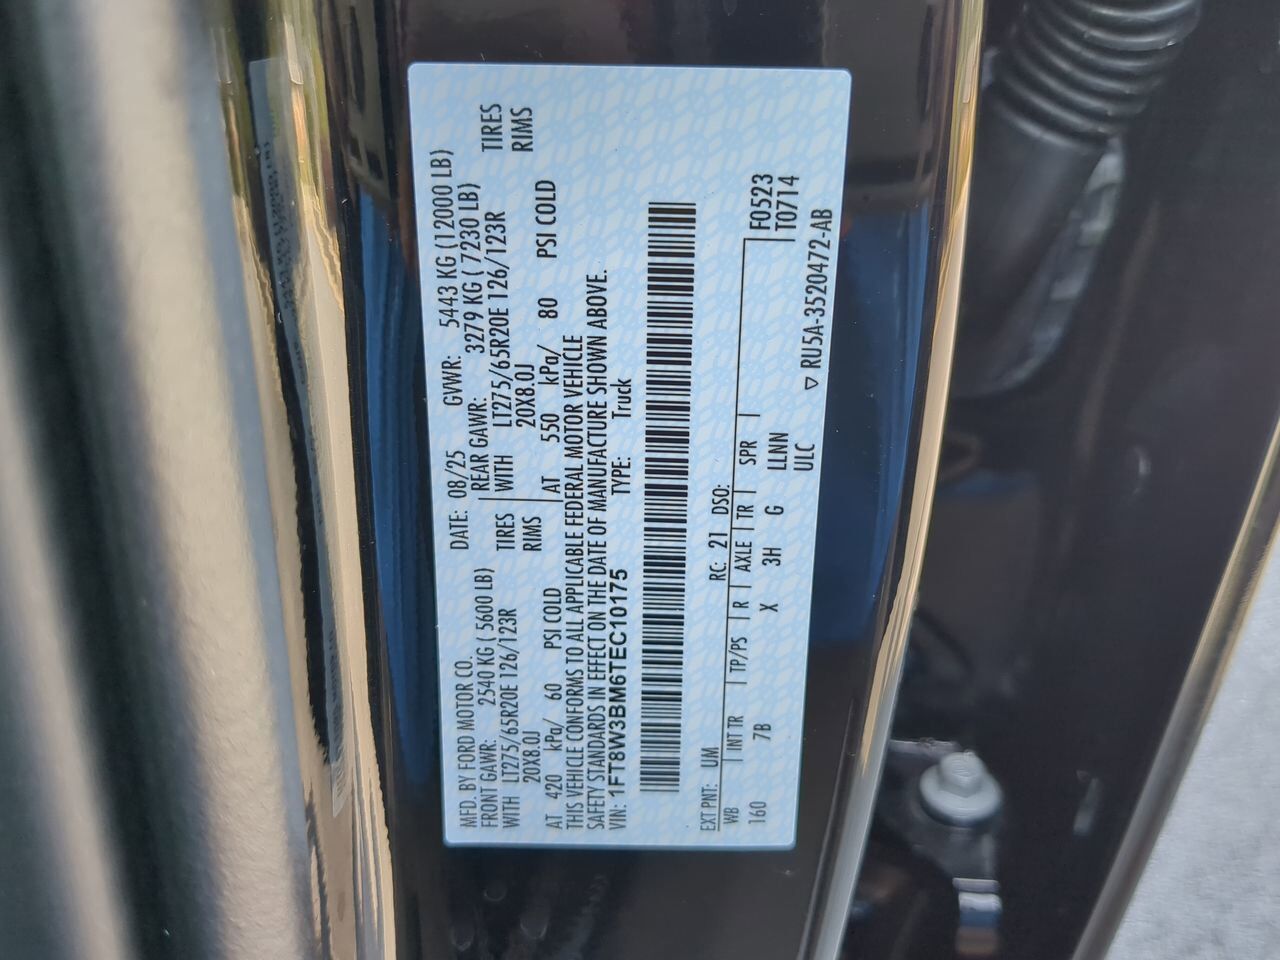 MFD. BY FORD MOTOR CO. DATE: 08/25 GVWR: 5443 KG (12000 LB)
FRONT GAWR: 2540 KG ( 5600 LB) REAR GAWR: 3279 KG ( 7230 LB)
WITH LT275/65R20E 126/123R TIRES WITH LT275/65R20E 126/123R TIRES
20X8.0J RIMS 20X8.0J RIMS
AT 420 kPa/ 60 PSI COLD AT 550 kPa/ 80 PSI COLD
THIS VEHICLE CONFORMS TO ALL APPLICABLE FEDERAL MOTOR VEHICLE
SAFETY STANDARDS IN EFFECT ON THE DATE OF MANUFACTURE SHOWN ABOVE.
VIN: 1FT8W3BM6TEC10175 TYPE: Truck
EXT PNT: UM RC: 21 DSO:
WB INT TR TP/PS R AXLE TR SPR F0523
160 7B X 3H G LLNN T0714
ULC
▽ RU5A-3520472-AB